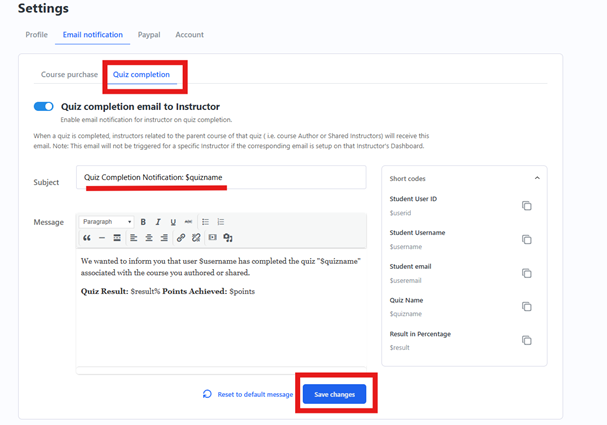 Settings
Profile Email notification Paypal Account
Course purchase Quiz completion
Quiz completion email to Instructor
Enable email notification for instructor on quiz completion.
When a quiz is completed, instructors related to the parent course of that quiz ( i.e. course Author or Shared Instructors) will receive this
email. Note: This email will not be triggered for a specific Instructor if the corresponding email is setup on that Instructor's Dashboard.
Subject
Quiz Completion Notification: $quizname
Message
Paragraph
B I U ABC
We wanted to inform you that user $username has completed the quiz "$quizname"
associated with the course you authored or shared.
Quiz Result: $result% Points Achieved: $points
Reset to default message
Save changes
Short codes
Student User ID
$userid
Student Username
$username
Student email
$useremail
Quiz Name
$quizname
Result in Percentage
$result